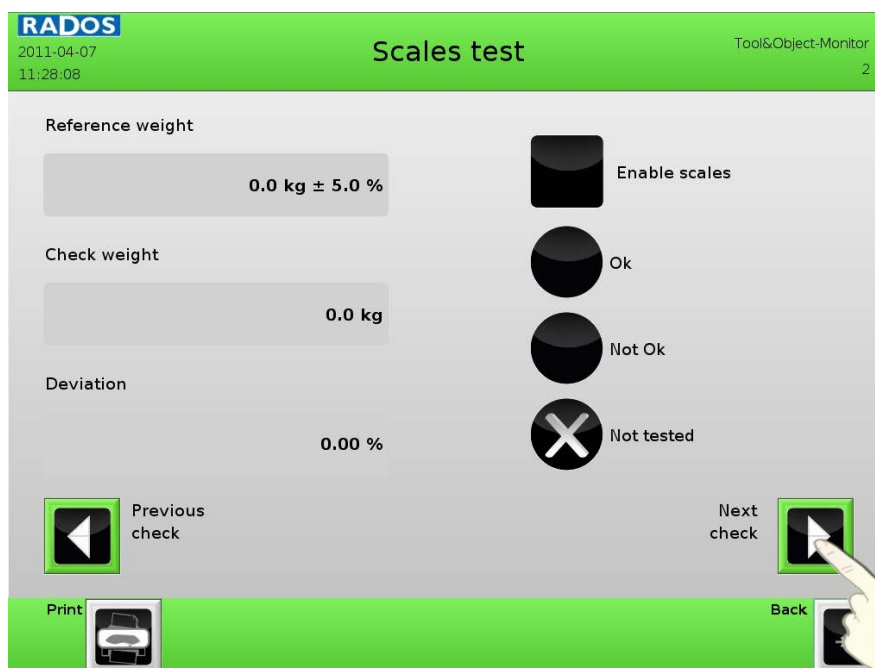 RADOS
2011-04-07
11:28:08
Scales test
Tool&Object-Monitor
2
Reference weight
0.0 kg ± 5.0 %
Check weight
0.0 kg
Deviation
0.00 %
Enable scales
Ok
Not Ok
Not tested
Previous
check
Next
check
Print
Back